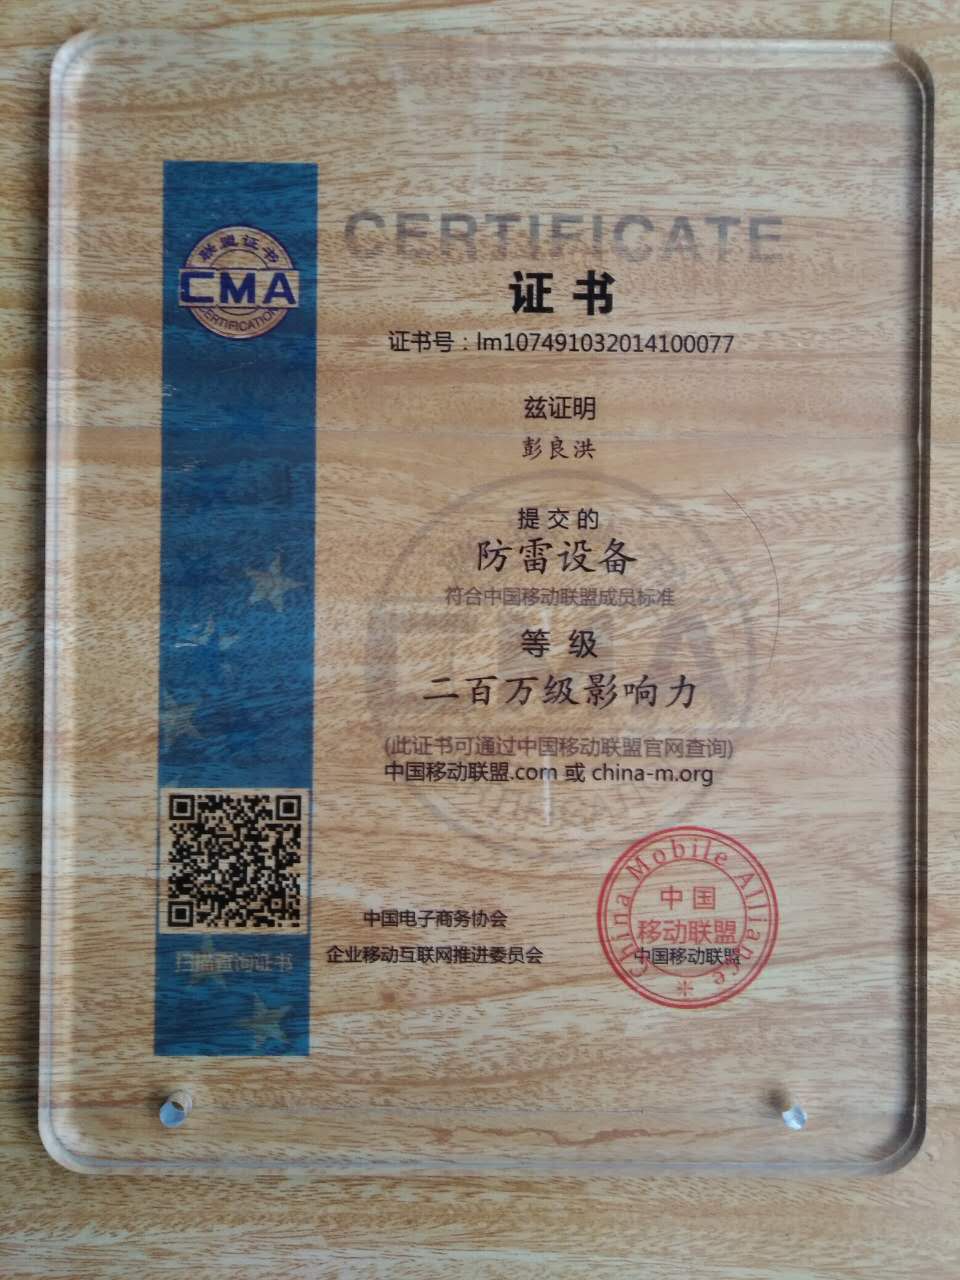 联盟证书
CMA
CERTIFICATION
CERTIFICATE
证书
证书号：lm107491032014100077
兹证明
彭良洪
提交的
防雷设备
符合中国移动联盟成员标准
等 级
二百万级影响力
(此证书可通过中国移动联盟官网查询)
中国移动联盟.com 或 china-m.org
CMA
中国电子商务协会
企业移动互联网推进委员会
China Mobile Alliance
中国
移动联盟
中国移动联盟
扫描查询证书